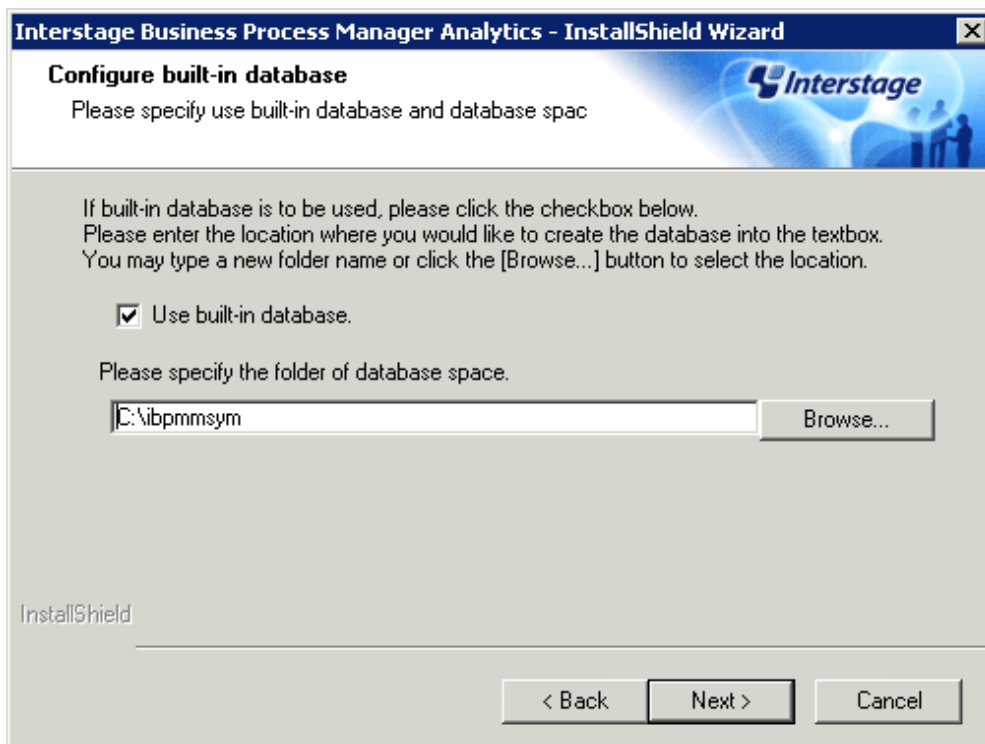 Interstage Business Process Manager Analytics - InstallShield Wizard
Configure built-in database
Please specify use built-in database and database spac
Interstage
If built-in database is to be used, please click the checkbox below.
Please enter the location where you would like to create the database into the textbox.
You may type a new folder name or click the [Browse...] button to select the location.
Use built-in database.
Please specify the folder of database space.
C:\ibpmmsym
Browse...
InstallShield
< Back
Next >
Cancel